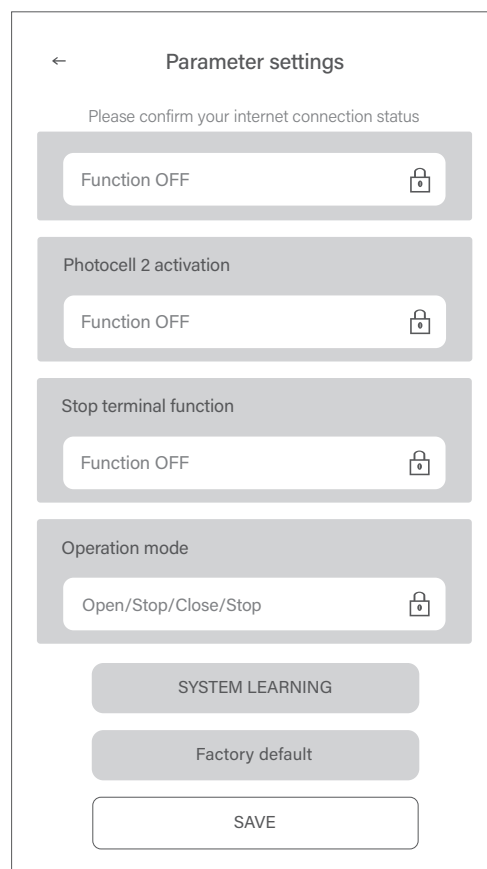 ← Parameter settings
Please confirm your internet connection status
Function OFF
Photocell 2 activation
Function OFF
Stop terminal function
Function OFF
Operation mode
Open/Stop/Close/Stop
SYSTEM LEARNING
Factory default
SAVE